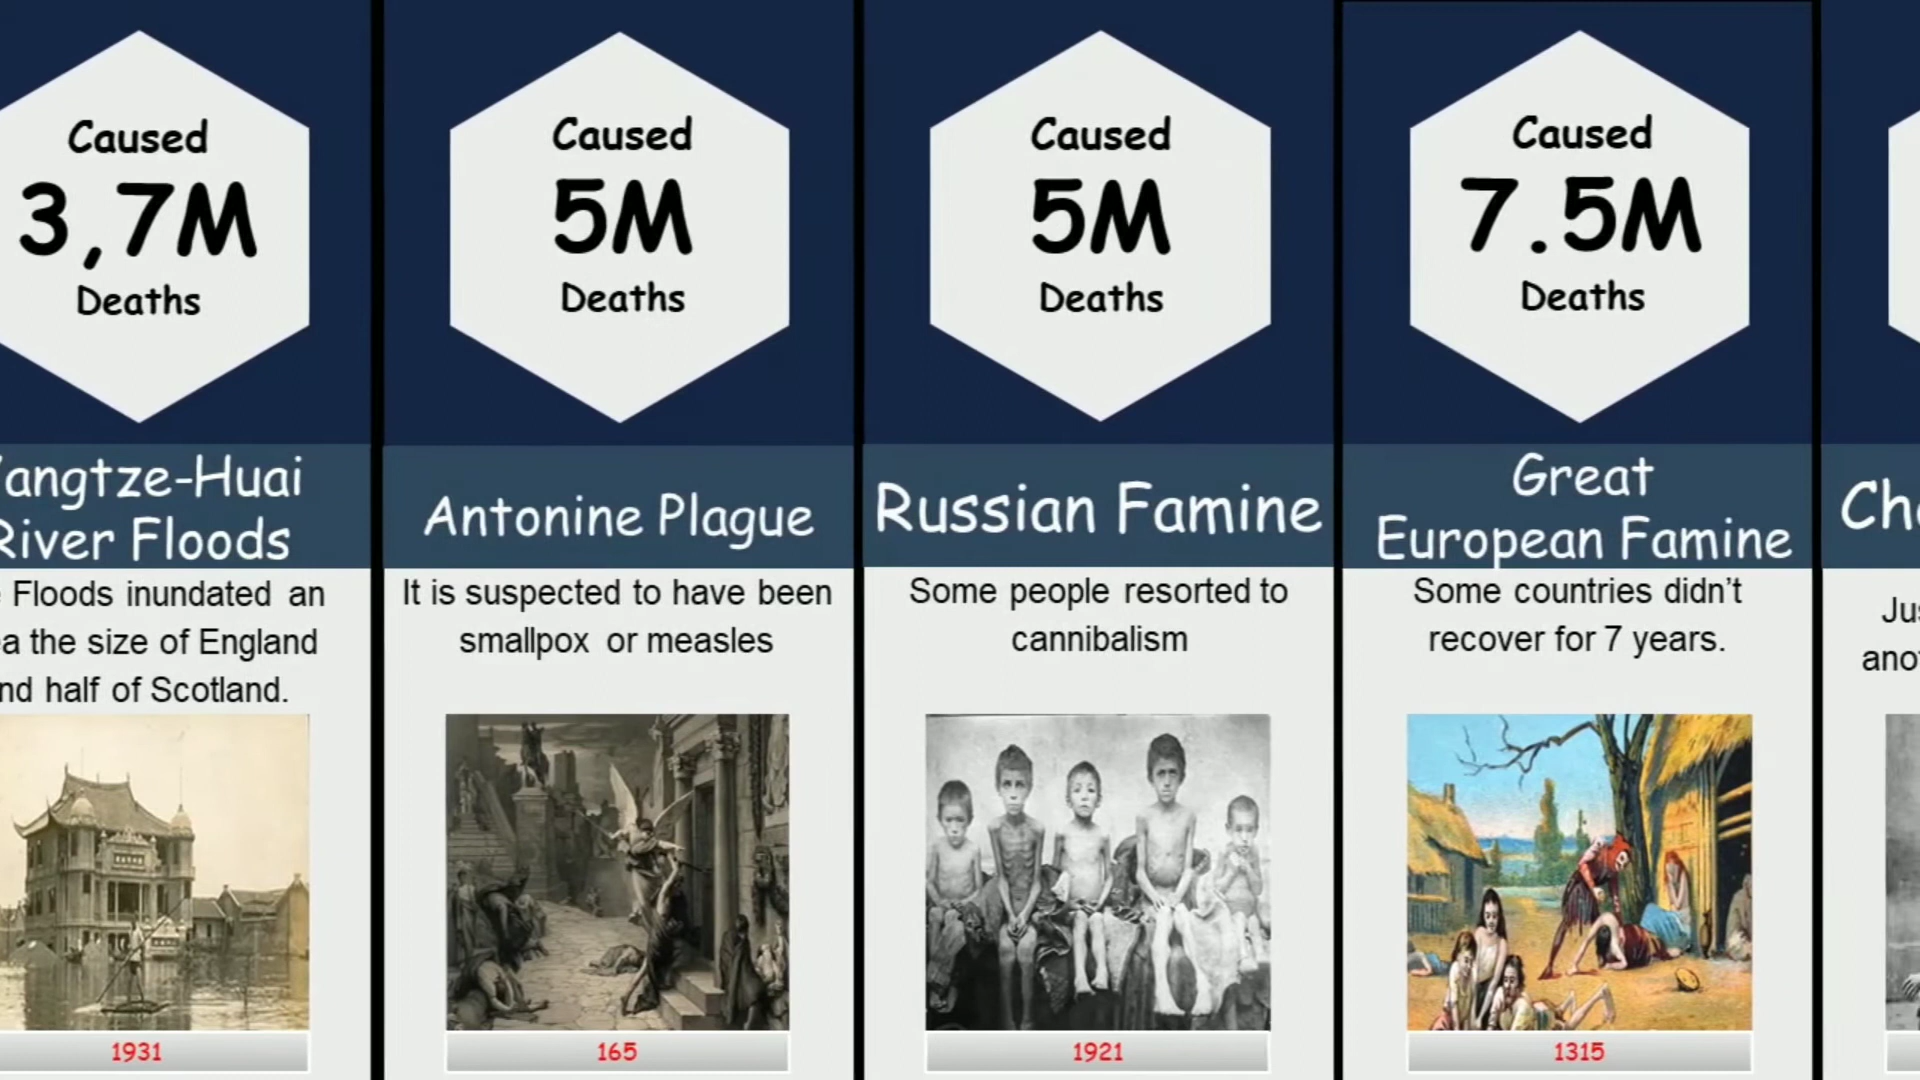 Caused
3,7M
Deaths
Yangtze-Huai
River Floods
Floods inundated an
the size of England
half of Scotland.
1931
Caused
5M
Deaths
Antonine Plague
It is suspected to have been
smallpox or measles
165
Caused
5M
Deaths
Russian Famine
Some people resorted to
cannibalism
1921
Caused
7.5M
Deaths
Great
European Famine
Some countries didn't
recover for 7 years.
1315